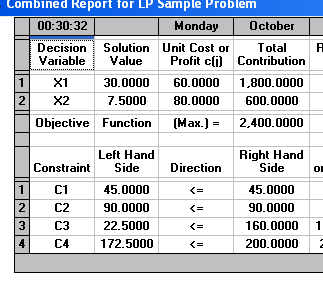 Combined Report for LP Sample Problem
00:30:32 Monday October
Decision Solution Unit Cost or Total
Variable Value Profit c(j) Contribution
1 X1 30.0000 60.0000 1,800.0000
2 X2 7.5000 80.0000 600.0000
Objective Function (Max.) = 2,400.0000
Left Hand Right Hand
Constraint Side Direction Side
1 C1 45.0000 <= 45.0000
2 C2 90.0000 <= 90.0000
3 C3 22.5000 <= 160.0000 1
4 C4 172.5000 <= 200.0000